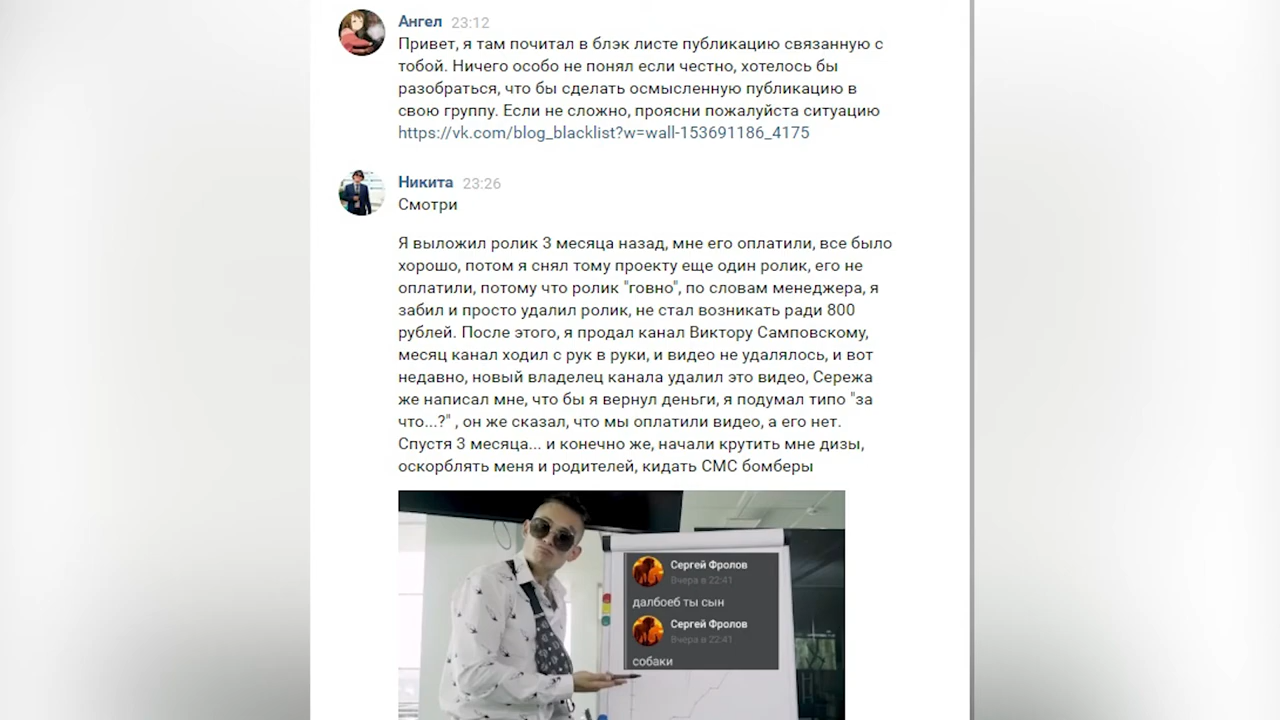 Ангел 23:12
Привет, я там почитал в блэк листе публикацию связанную с
тобой. Ничего особо не понял если честно, хотелось бы
разобраться, что бы сделать осмысленную публикацию в
свою группу. Если не сложно, проясни пожалуйста ситуацию
https://vk.com/blog_blacklist?w=wall-153691186_4175
Никита 23:26
Смотри
Я выложил ролик 3 месяца назад, мне его оплатили, все было
хорошо, потом я снял тому проекту еще один ролик, его не
оплатили, потому что ролик "говно", по словам менеджера, я
забил и просто удалил ролик, не стал возникать ради 800
рублей. После этого, я продал канал Виктору Самповскому,
месяц канал ходил с рук в руки, и видео не удалялось, и вот
недавно, новый владелец канала удалил это видео, Сережа
же написал мне, что бы я вернул деньги, я подумал типо "за
что...?" , он же сказал, что мы оплатили видео, а его нет.
Спустя 3 месяца... и конечно же, начали крутить мне дизы,
оскорблять меня и родителей, кидать СМС бомберы
Сергей Фролов
Вчера в 22:41
далбоеб ты сын
Сергей Фролов
Вчера в 22:41
собаки